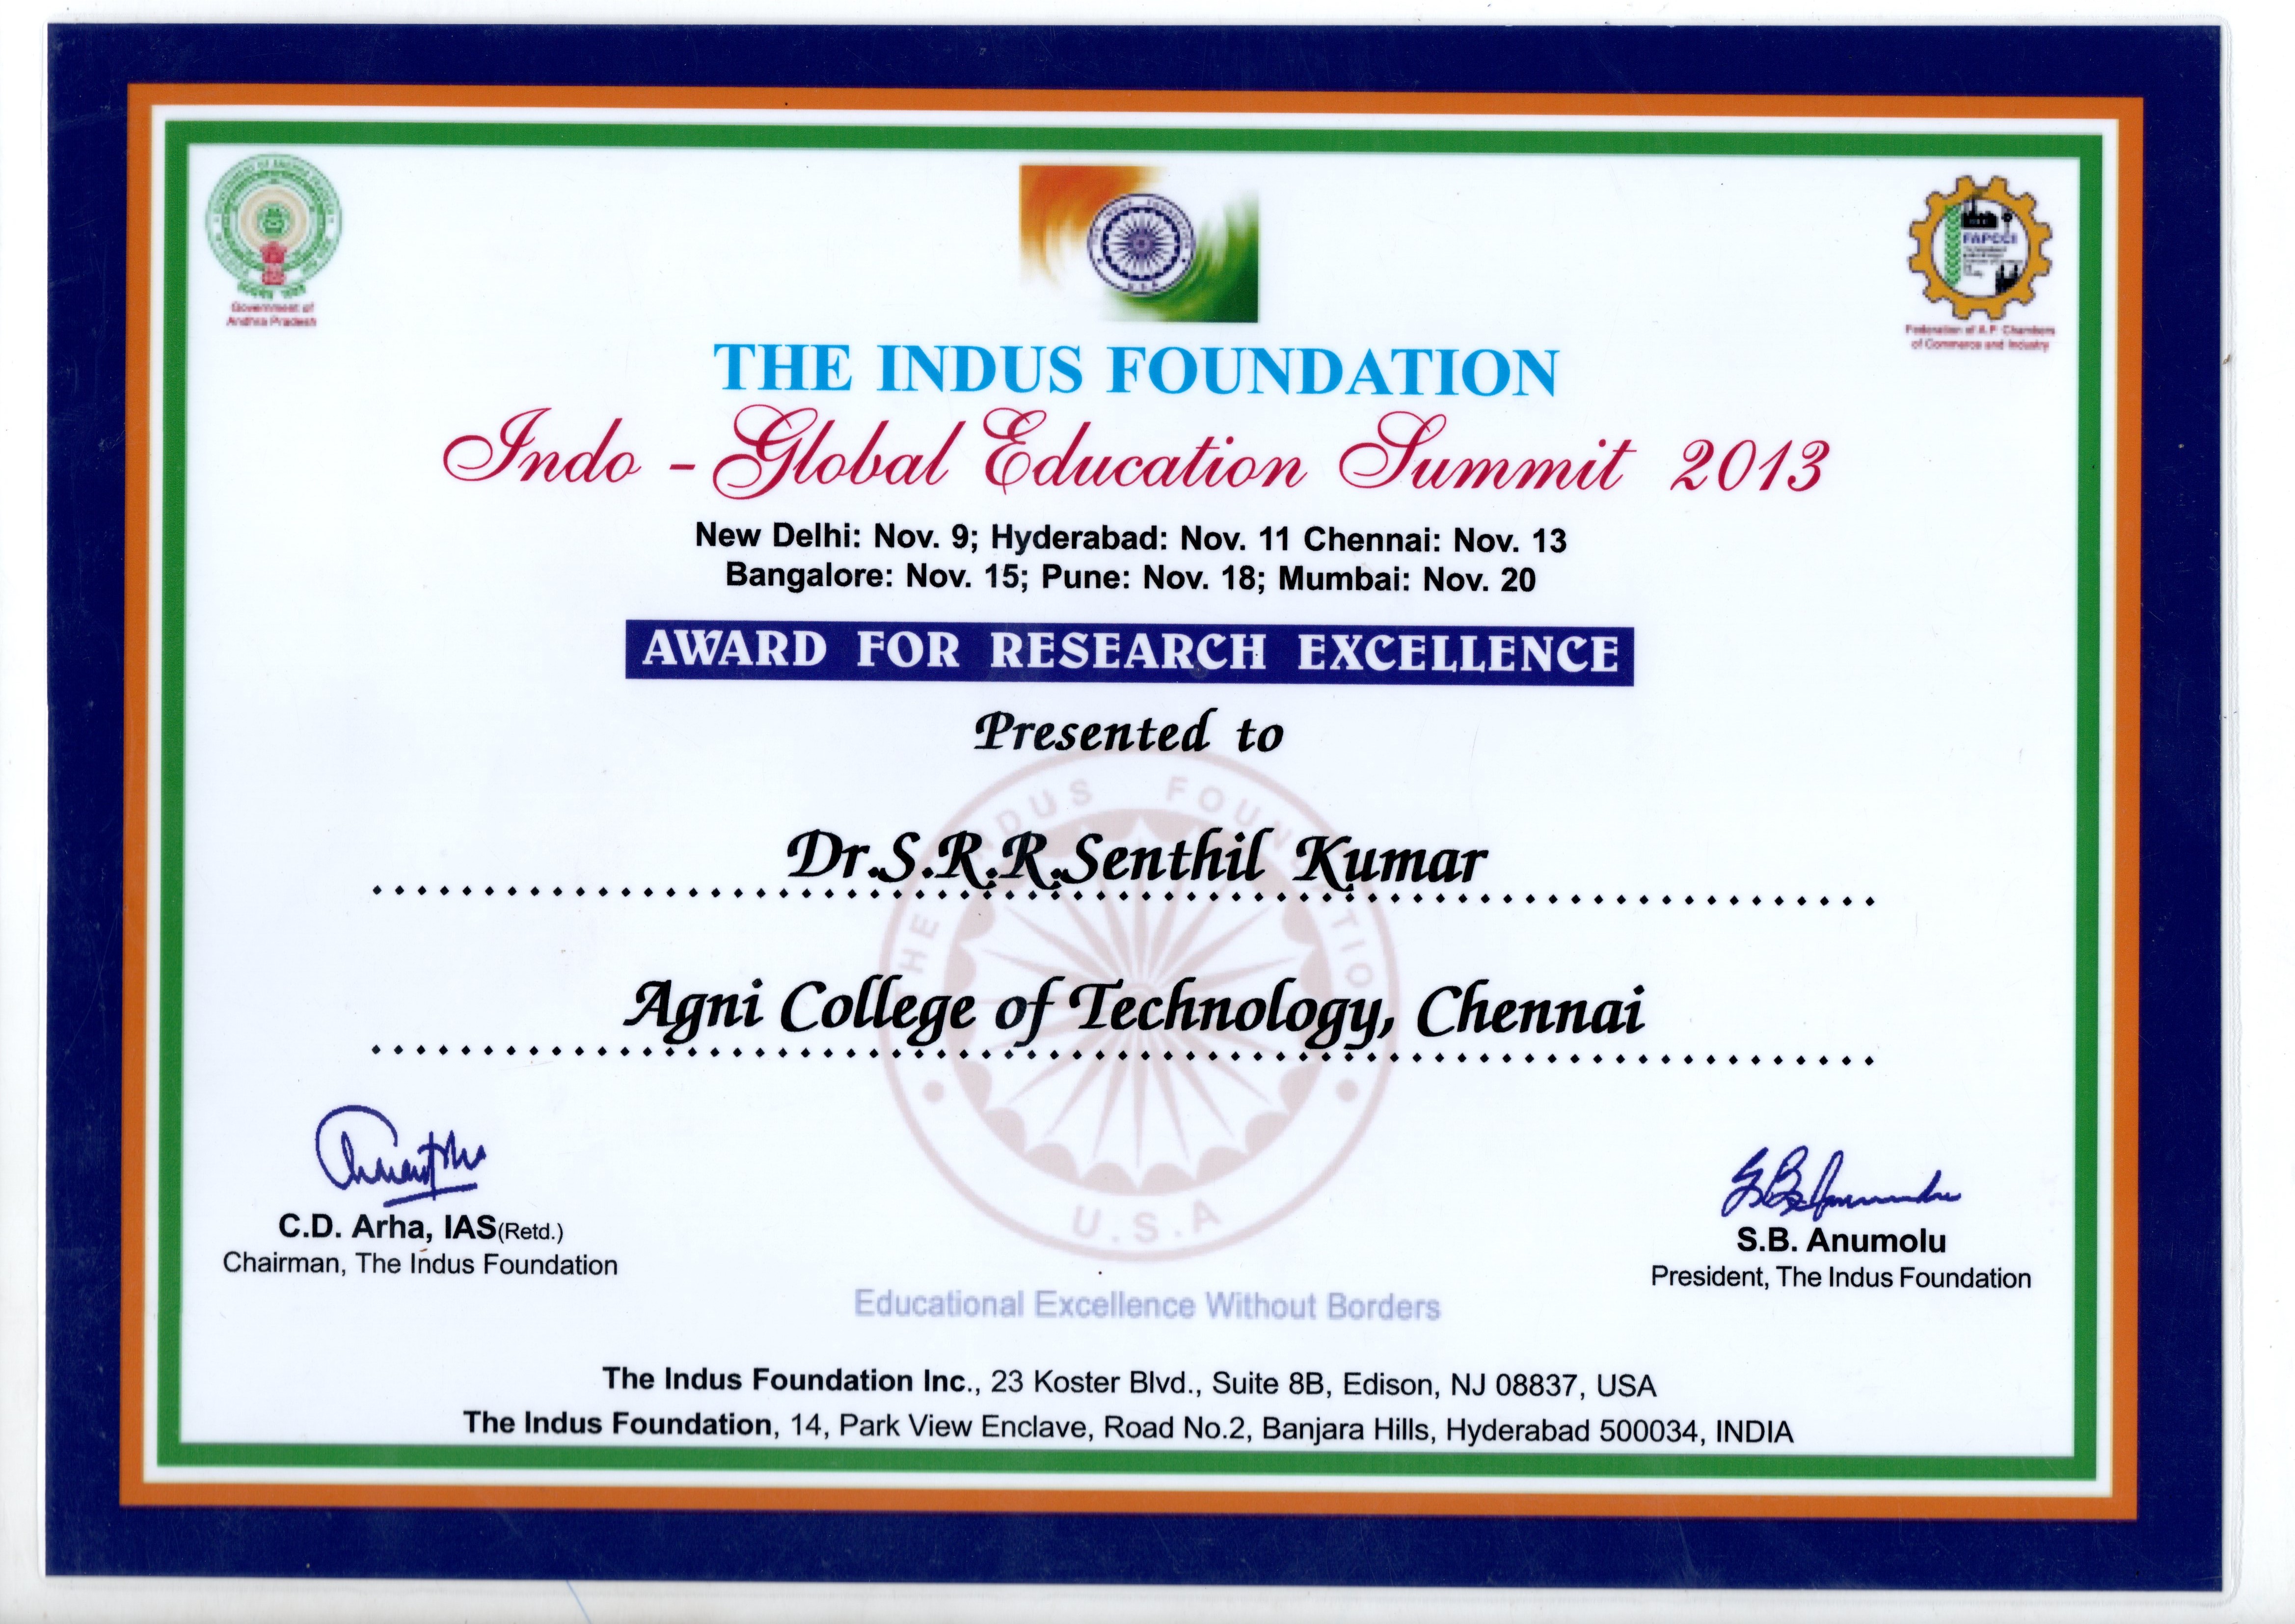 Government of
Andhra Pradesh
FAPCCI
Federation of A.P. Chambers
of Commerce and Industry
THE INDUS FOUNDATION
Indo - Global Education Summit 2013
New Delhi: Nov. 9; Hyderabad: Nov. 11 Chennai: Nov. 13
Bangalore: Nov. 15; Pune: Nov. 18; Mumbai: Nov. 20
AWARD FOR RESEARCH EXCELLENCE
Presented to
Dr.S.R.R.Senthil Kumar
Agni College of Technology, Chennai
THE INDUS FOUNDATION
U.S.A
C.D. Arha, IAS(Retd.)
Chairman, The Indus Foundation
S.B. Anumolu
President, The Indus Foundation
Educational Excellence Without Borders
The Indus Foundation Inc., 23 Koster Blvd., Suite 8B, Edison, NJ 08837, USA
The Indus Foundation, 14, Park View Enclave, Road No.2, Banjara Hills, Hyderabad 500034, INDIA